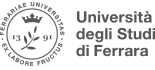 FERRARIAE UNIVERSITAS
EX LABORE FRUCTUS
13 91
Università
degli Studi
di Ferrara